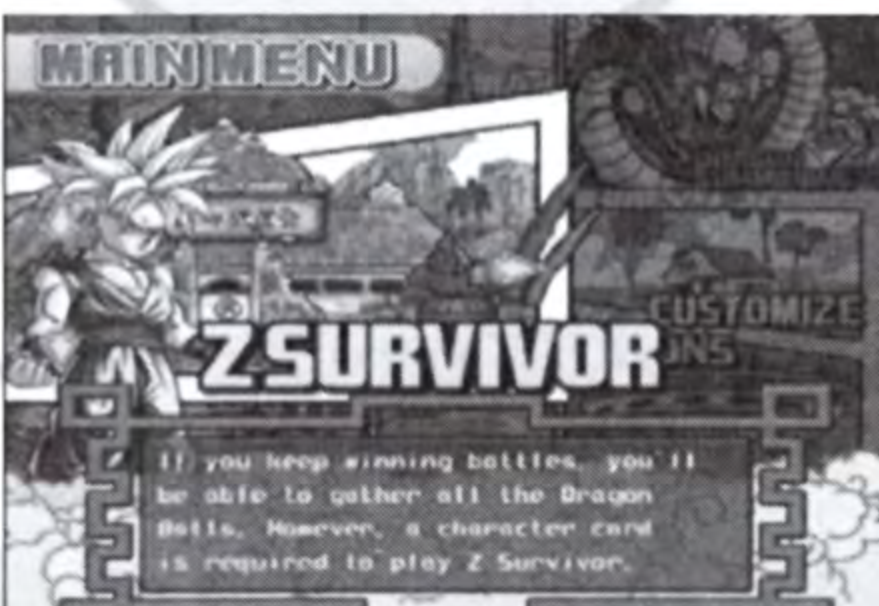 MAIN MENU
CUSTOMIZE
Z SURVIVOR
If you keep winning battles, you'll
be able to gather all the Dragon
Balls. However, a character card
is required to play Z Survivor.